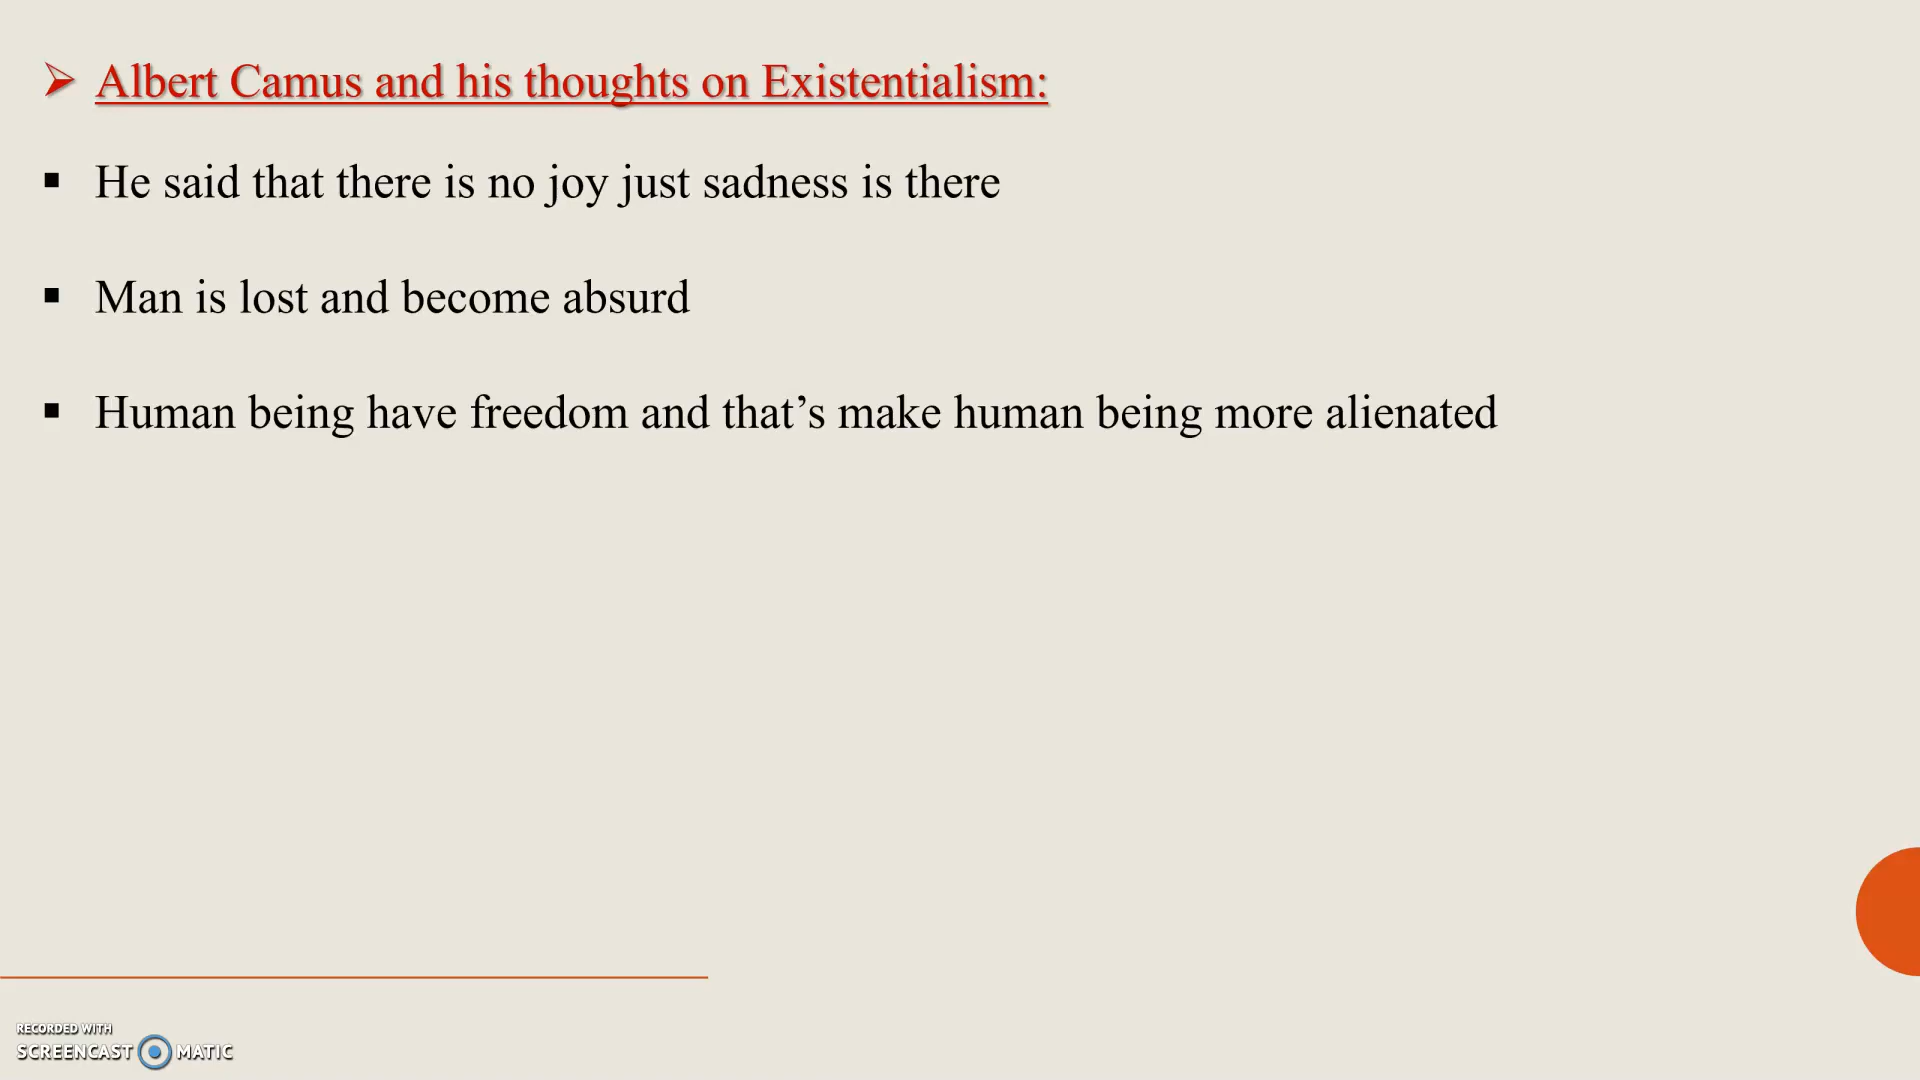 Albert Camus and his thoughts on Existentialism:
He said that there is no joy just sadness is there
Man is lost and become absurd
Human being have freedom and that’s make human being more alienated
RECORDED WITH
SCREENCAST MATIC